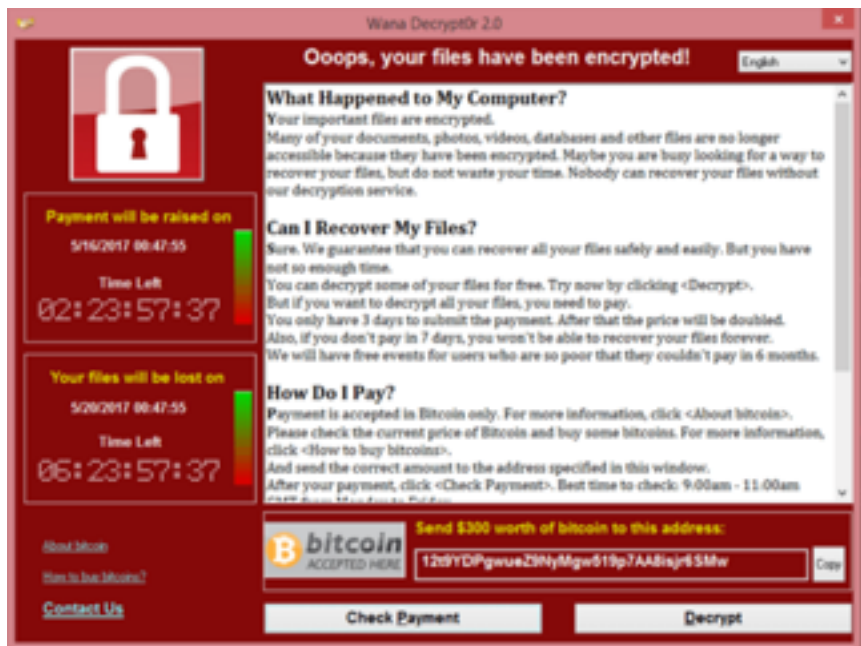 Wana Decrypt0r 2.0
Ooops, your files have been encrypted!
English
What Happened to My Computer?
Your important files are encrypted.
Many of your documents, photos, videos, databases and other files are no longer
accessible because they have been encrypted. Maybe you are busy looking for a way to
recover your files, but do not waste your time. Nobody can recover your files without
our decryption service.
Can I Recover My Files?
Sure. We guarantee that you can recover all your files safely and easily. But you have
not so enough time.
You can decrypt some of your files for free. Try now by clicking <Decrypt>.
But if you want to decrypt all your files, you need to pay.
You only have 3 days to submit the payment. After that the price will be doubled.
Also, if you don't pay in 7 days, you won't be able to recover your files forever.
We will have free events for users who are so poor that they couldn't pay in 6 months.
How Do I Pay?
Payment is accepted in Bitcoin only. For more information, click <About bitcoin>.
Please check the current price of Bitcoin and buy some bitcoins. For more information,
click <How to buy bitcoins>.
And send the correct amount to the address specified in this window.
After your payment, click <Check Payment>. Best time to check: 9:00am - 11:00am
GMT from Monday to Friday.
Payment will be raised on
5/16/2017 00:47:55
Time Left
02:23:57:37
Your files will be lost on
5/20/2017 00:47:55
Time Left
06:23:57:37
About bitcoin
How to buy bitcoins?
Contact Us
bitcoin
ACCEPTED HERE
Send $300 worth of bitcoin to this address:
Copy
Check Payment
Decrypt